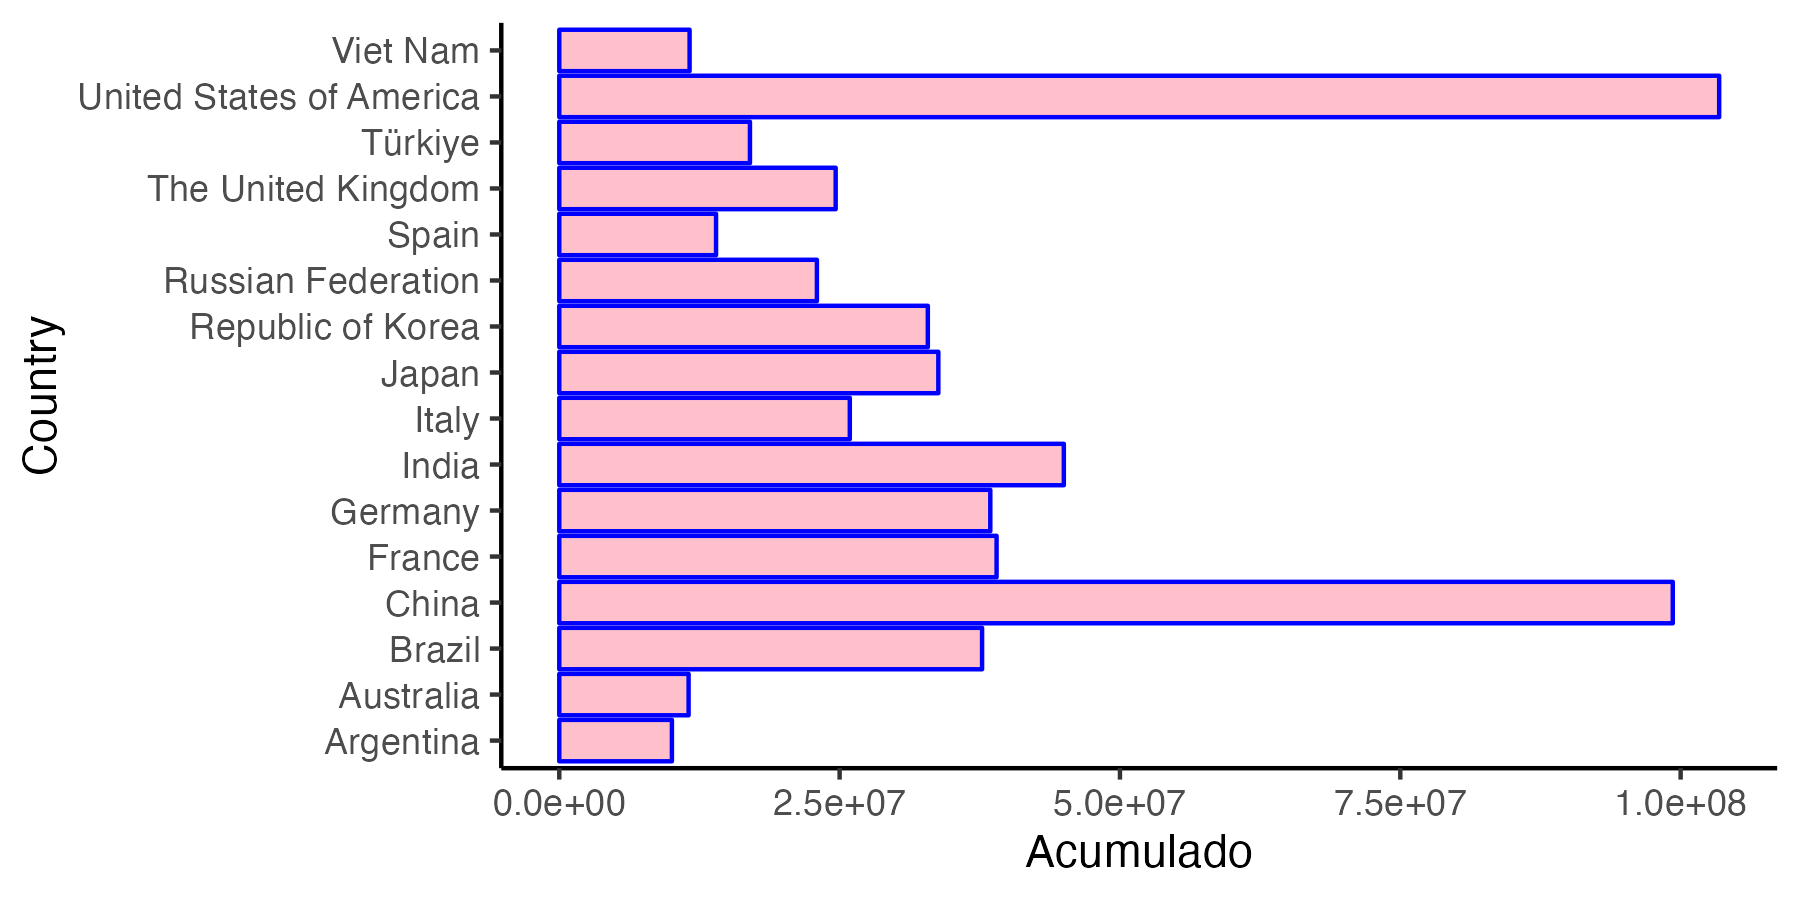 Viet Nam
United States of America
Türkiye
The United Kingdom
Spain
Russian Federation
Republic of Korea
Japan
Italy
India
Germany
France
China
Brazil
Australia
Argentina
Country
0.0e+00 2.5e+07 5.0e+07 7.5e+07 1.0e+08
Acumulado